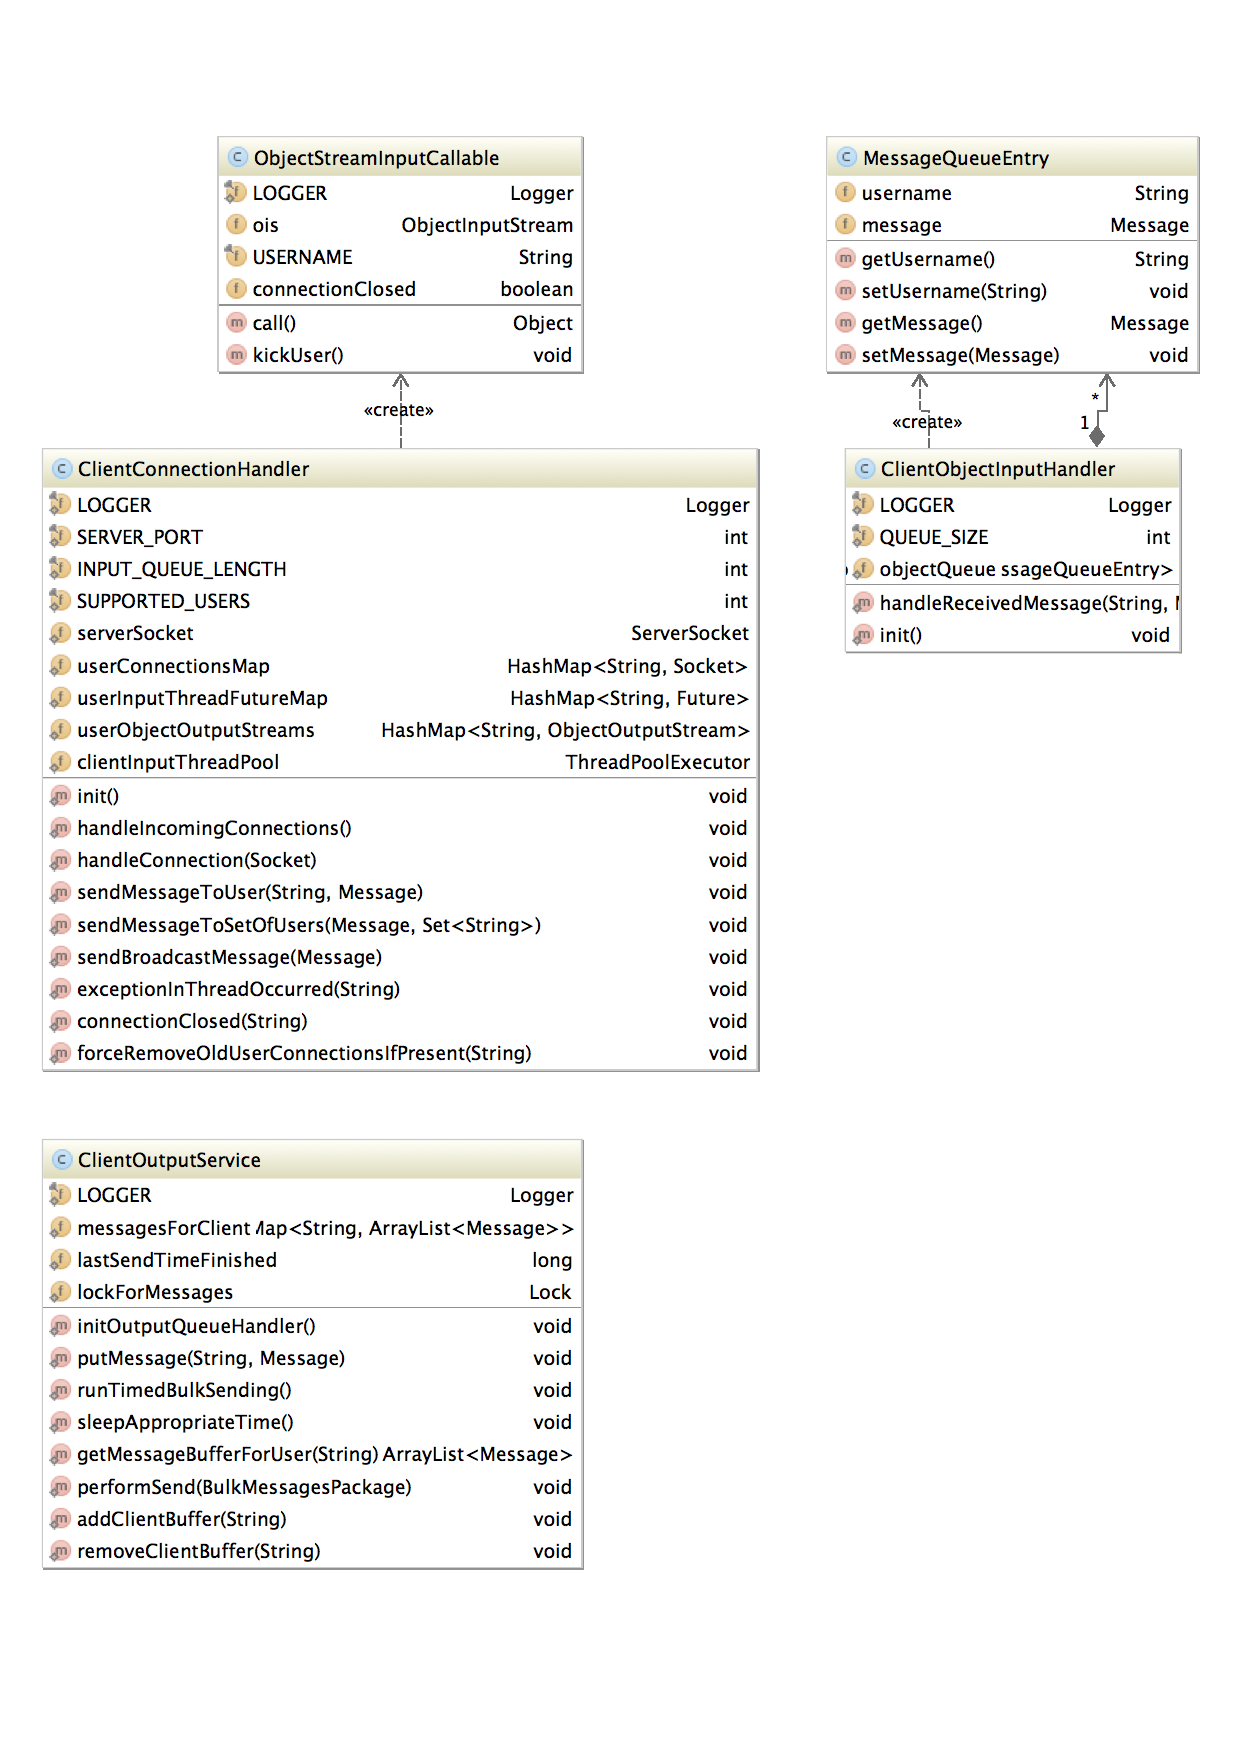 ObjectStreamInputCallable
LOGGER Logger
ois ObjectInputStream
USERNAME String
connectionClosed boolean
call() Object
kickUser() void
«create»
MessageQueueEntry
username String
message Message
getUsername() String
setUsername(String) void
getMessage() Message
setMessage(Message) void
«create»
*
1
ClientConnectionHandler
LOGGER Logger
SERVER_PORT int
INPUT_QUEUE_LENGTH int
SUPPORTED_USERS int
serverSocket ServerSocket
userConnectionsMap HashMap<String, Socket>
userInputThreadFutureMap HashMap<String, Future>
userObjectOutputStreams HashMap<String, ObjectOutputStream>
clientInputThreadPool ThreadPoolExecutor
init() void
handleIncomingConnections() void
handleConnection(Socket) void
sendMessageToUser(String, Message) void
sendMessageToSetOfUsers(Message, Set<String>) void
sendBroadcastMessage(Message) void
exceptionInThreadOccurred(String) void
connectionClosed(String) void
forceRemoveOldUserConnectionsIfPresent(String) void
ClientObjectInputHandler
LOGGER Logger
QUEUE_SIZE int
objectQueue ssageQueueEntry>
handleReceivedMessage(String,
init() void
ClientOutputService
LOGGER Logger
messagesForClient Map<String, ArrayList<Message>>
lastSendTimeFinished long
lockForMessages Lock
initOutputQueueHandler() void
putMessage(String, Message) void
runTimedBulkSending() void
sleepAppropriateTime() void
getMessageBufferForUser(String) ArrayList<Message>
performSend(BulkMessagesPackage) void
addClientBuffer(String) void
removeClientBuffer(String) void